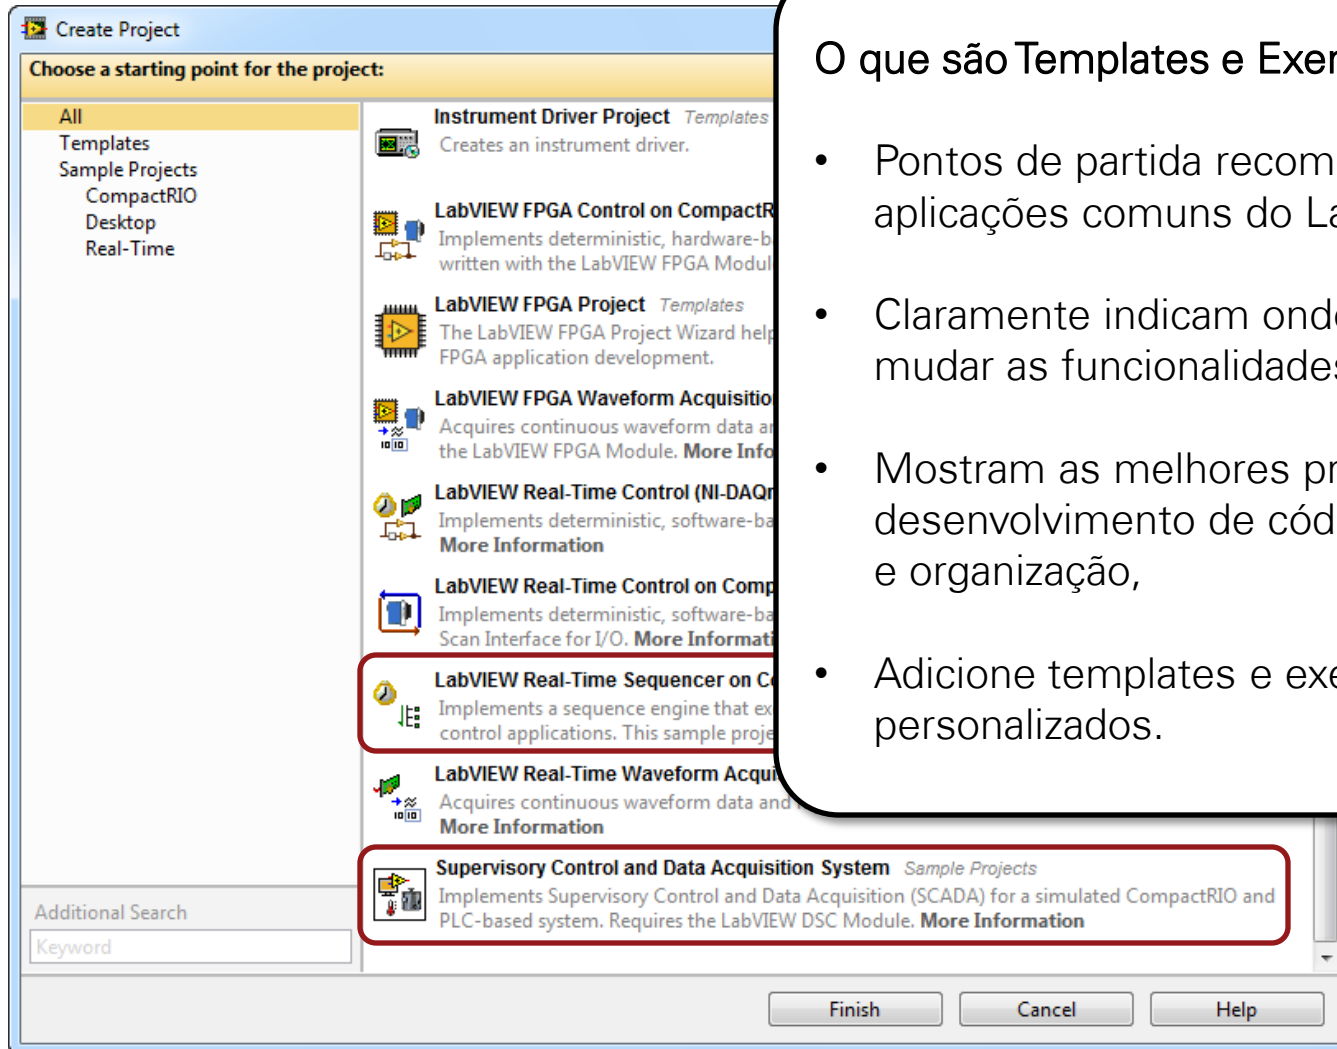 Create Project
Choose a starting point for the project:
All
Templates
Sample Projects
CompactRIO
Desktop
Real-Time
Additional Search
Keyword
Instrument Driver Project Templates
Creates an instrument driver.
LabVIEW FPGA Control on CompactR
Implements deterministic, hardware-b
written with the LabVIEW FPGA Modul
LabVIEW FPGA Project Templates
The LabVIEW FPGA Project Wizard help
FPGA application development.
LabVIEW FPGA Waveform Acquisitio
Acquires continuous waveform data a
the LabVIEW FPGA Module. More Info
LabVIEW Real-Time Control (NI-DAQ
Implements deterministic, software-ba
More Information
LabVIEW Real-Time Control on Comp
Implements deterministic, software-ba
Scan Interface for I/O. More Informati
LabVIEW Real-Time Sequencer on C
Implements a sequence engine that ex
control applications. This sample proje
LabVIEW Real-Time Waveform Acqui
Acquires continuous waveform data and
More Information
Supervisory Control and Data Acquisition System Sample Projects
Implements Supervisory Control and Data Acquisition (SCADA) for a simulated CompactRIO and
PLC-based system. Requires the LabVIEW DSC Module. More Information
Finish
Cancel
Help
O que são Templates e Exe
• Pontos de partida recom
aplicações comuns do La
• Claramente indicam ond
mudar as funcionalidades
• Mostram as melhores pr
desenvolvimento de cód
e organização,
• Adicione templates e exe
personalizados.